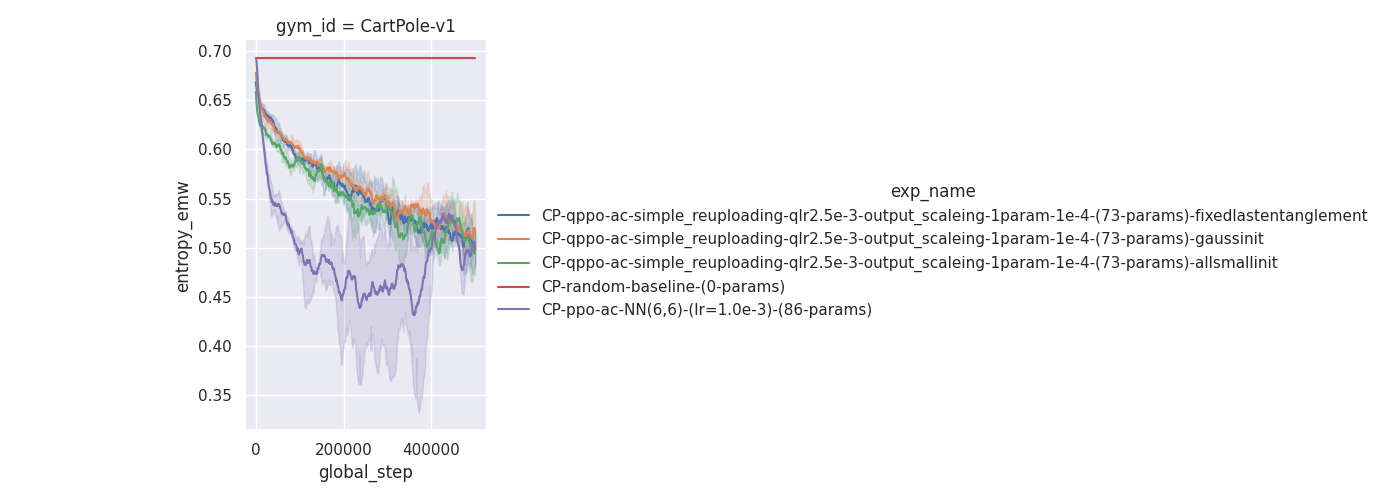 gym_id = CartPole-v1
0.70
0.65
0.60
0.55
0.50
0.45
0.40
0.35
entropy_emw
0
200000
400000
global_step
exp_name
CP-qppo-ac-simple_reuploading-qlr2.5e-3-output_scaleing-1param-1e-4-(73-params)-fixedlastentanglement
CP-qppo-ac-simple_reuploading-qlr2.5e-3-output_scaleing-1param-1e-4-(73-params)-gaussinit
CP-qppo-ac-simple_reuploading-qlr2.5e-3-output_scaleing-1param-1e-4-(73-params)-allsmallinit
CP-random-baseline-(0-params)
CP-ppo-ac-NN(6,6)-(lr=1.0e-3)-(86-params)